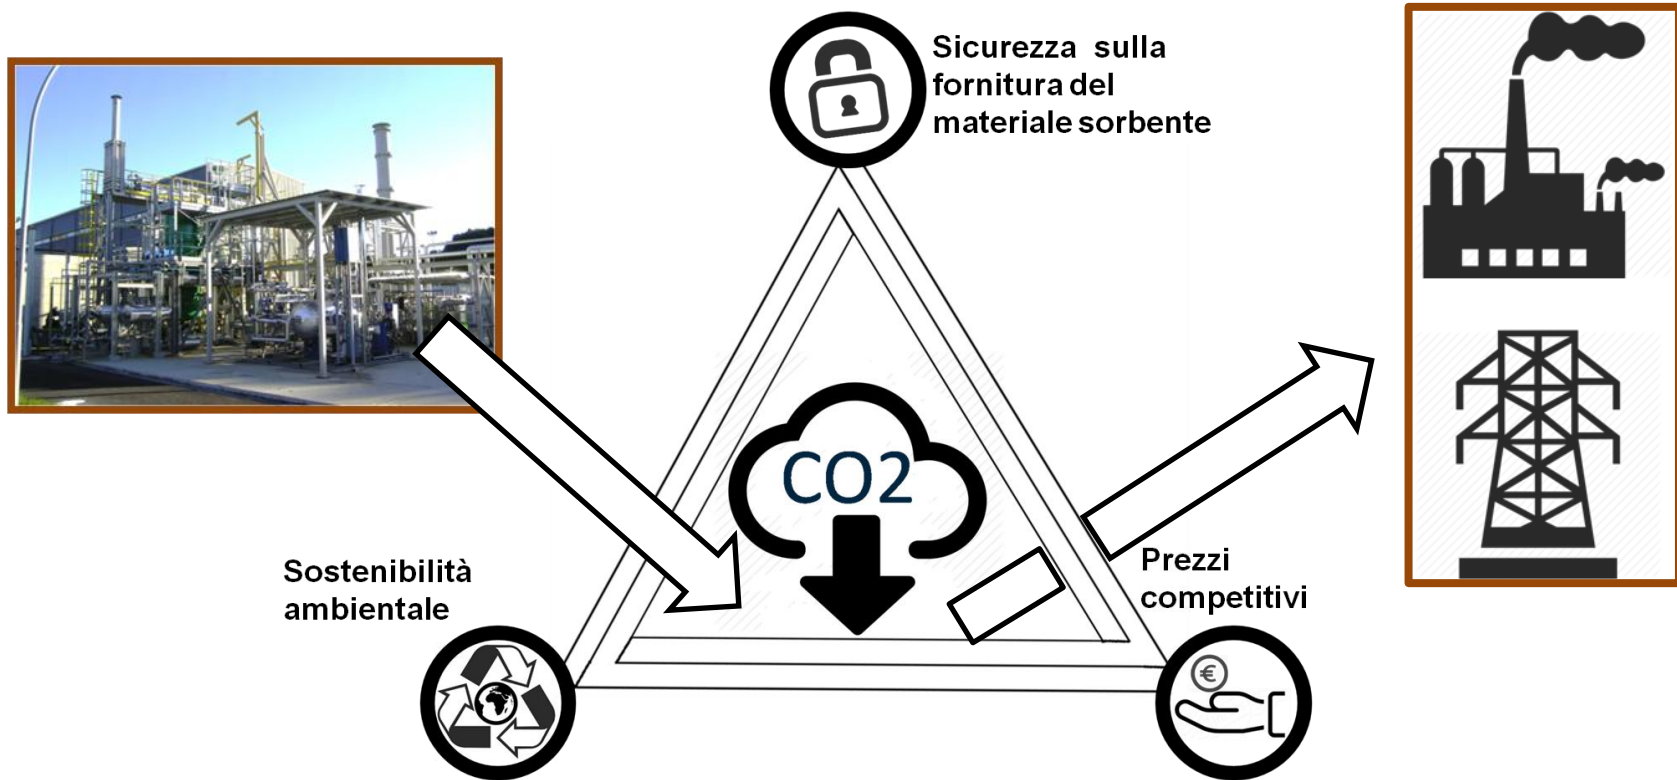 Sicurezza sulla
fornitura del
materiale sorbente
CO2
Sostenibilità
ambientale
Prezzi
competitivi
€